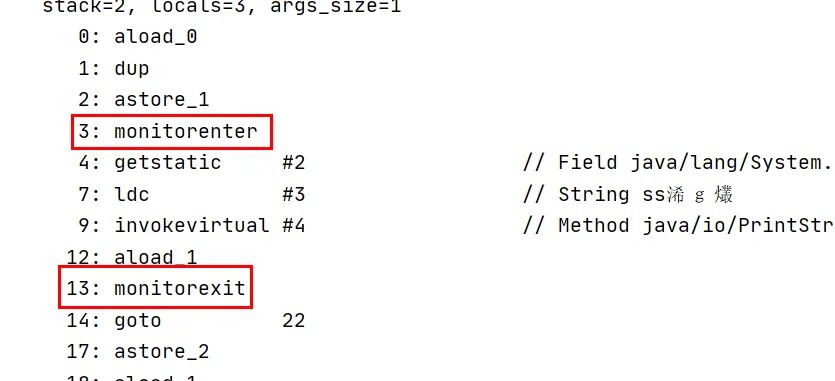 stack=2, locals=3, args_size=1
0: aload_0
1: dup
2: astore_1
3: monitorenter
4: getstatic #2 // Field java/lang/System.
7: ldc #3 // String ss浠 g 爜
9: invokevirtual #4 // Method java/io/PrintStr
12: aload_1
13: monitorexit
14: goto 22
17: astore_2
18: aload_1